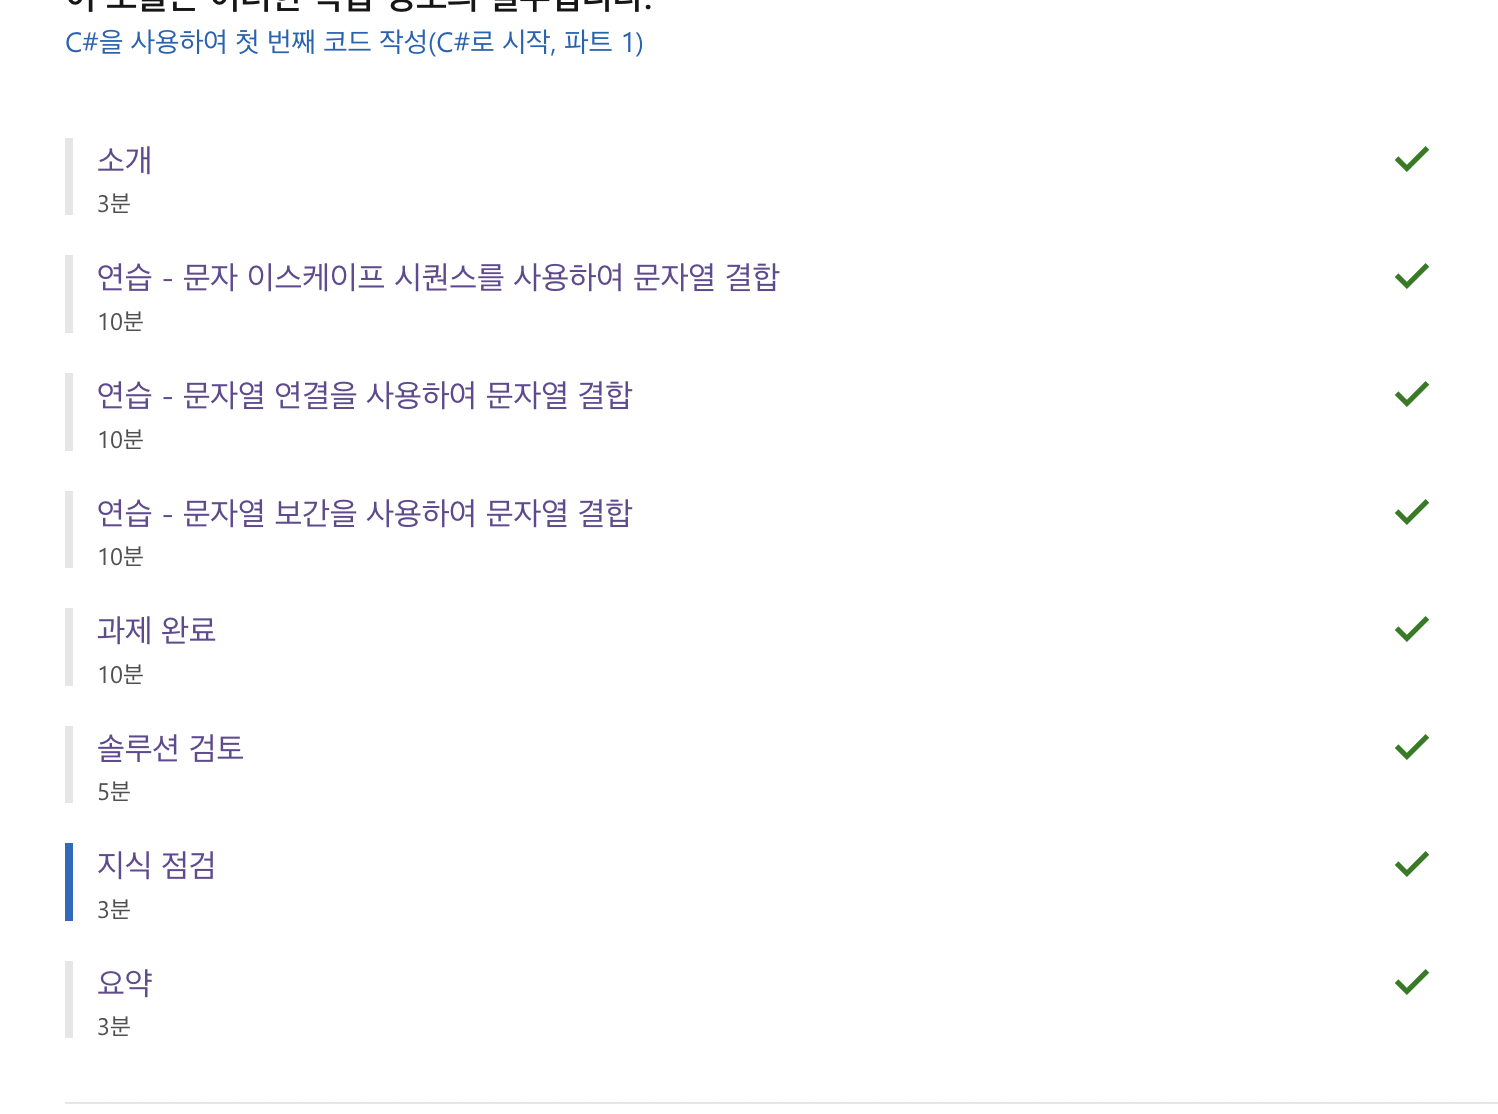 C#을 사용하여 첫 번째 코드 작성(C#로 시작, 파트 1)
소개
3분
연습 - 문자 이스케이프 시퀀스를 사용하여 문자열 결합
10분
연습 - 문자열 연결을 사용하여 문자열 결합
10분
연습 - 문자열 보간을 사용하여 문자열 결합
10분
과제 완료
10분
솔루션 검토
5분
지식 점검
3분
요약
3분